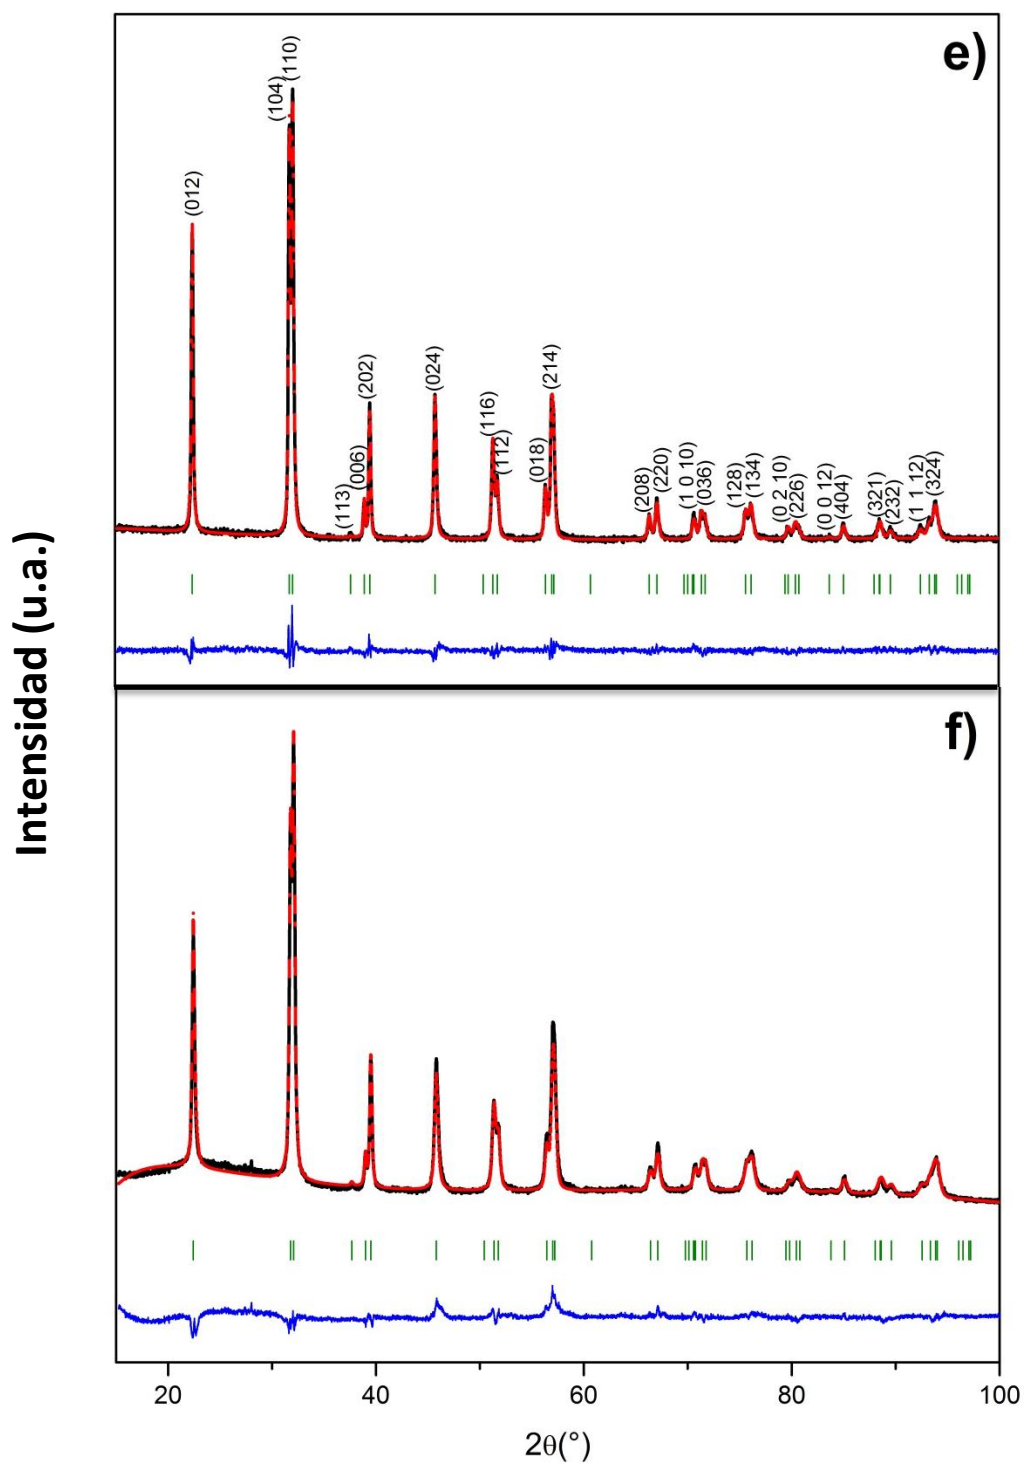 e)
(012)
(104)
(110)
(113)
(006)
(202)
(024)
(116)
(112)
(018)
(214)
(208)
(220)
(1 0 10)
(036)
(128)
(134)
(0 2 10)
(226)
(0 0 12)
(404)
(321)
(232)
(1 1 12)
(324)
Intensidad (u.a.)
f)
20 40 60 80 100
2θ(°)